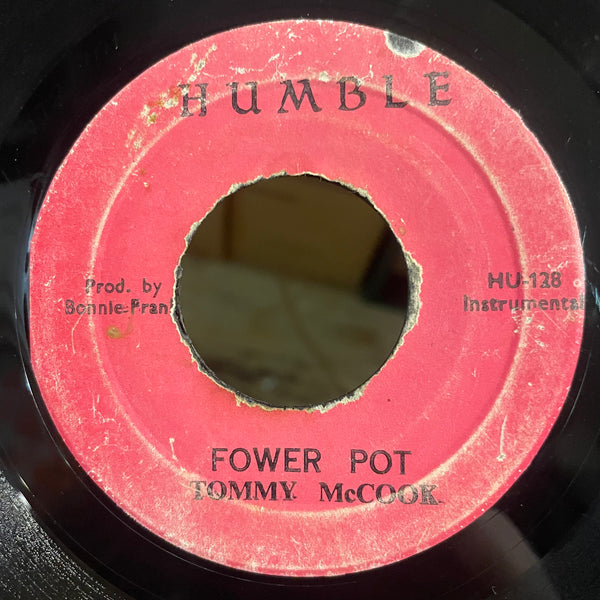 HUMBLE
Prod. by
Bonnie Fran
HU-128
Instrumental
FOWER POT
TOMMY McCOOK